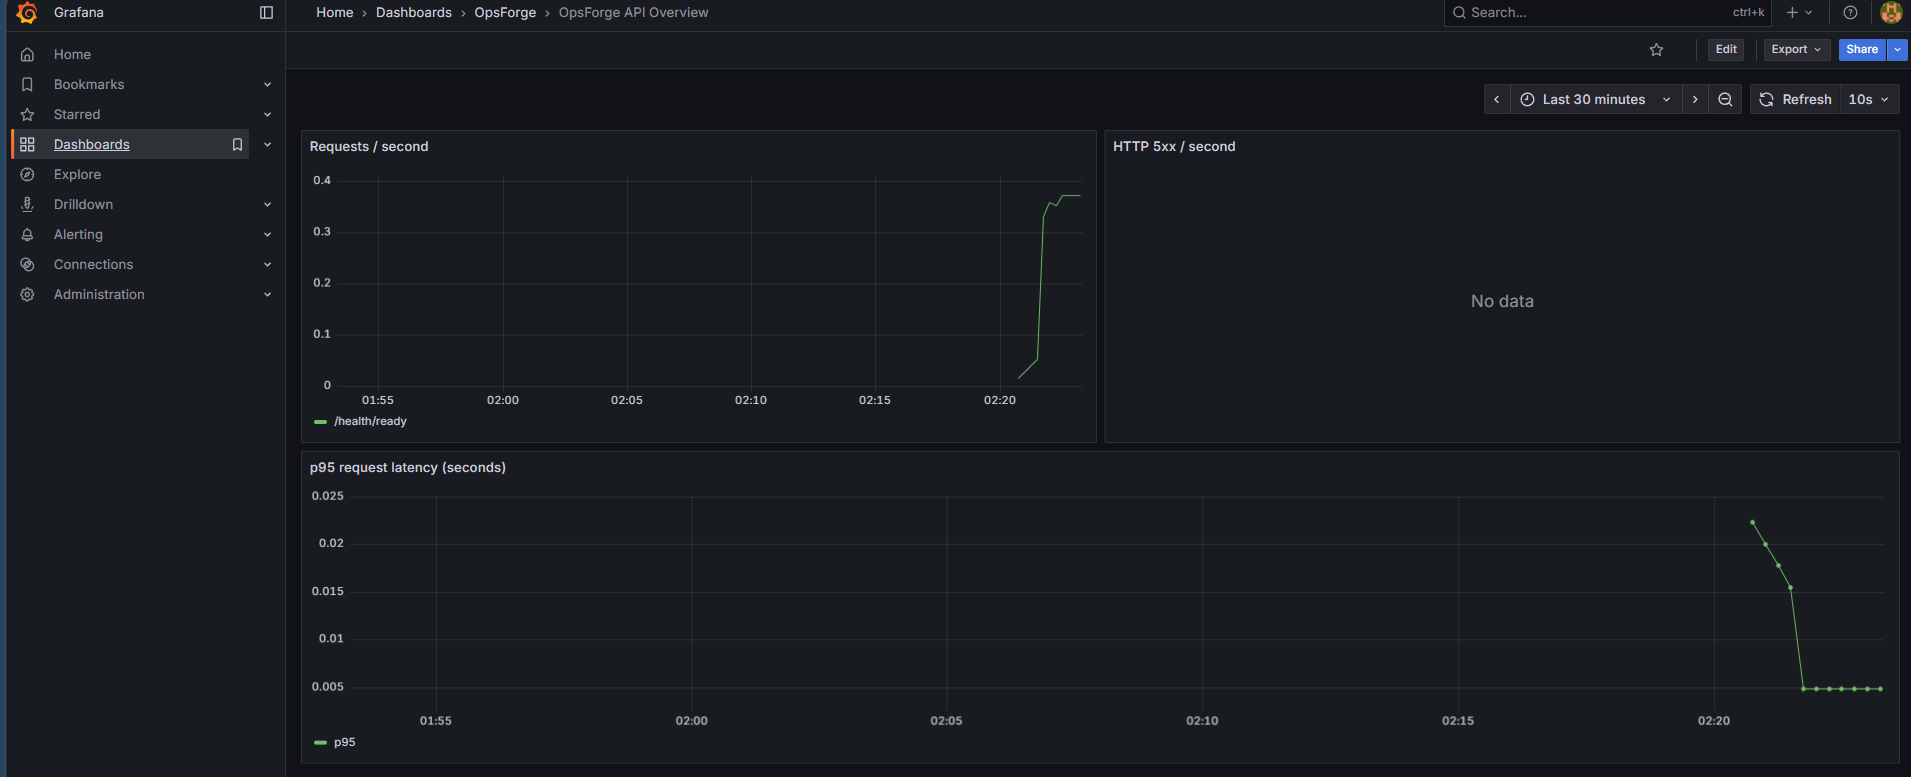 Grafana
Home › Dashboards › OpsForge › OpsForge API Overview
Search...
ctrl+k
Edit
Export
Share
Home
Bookmarks
Starred
Dashboards
Explore
Drilldown
Alerting
Connections
Administration
Last 30 minutes
Refresh
10s
Requests / second
0.4
0.3
0.2
0.1
0
01:55 02:00 02:05 02:10 02:15 02:20
/health/ready
HTTP 5xx / second
No data
p95 request latency (seconds)
0.025
0.02
0.015
0.01
0.005
01:55 02:00 02:05 02:10 02:15 02:20
p95